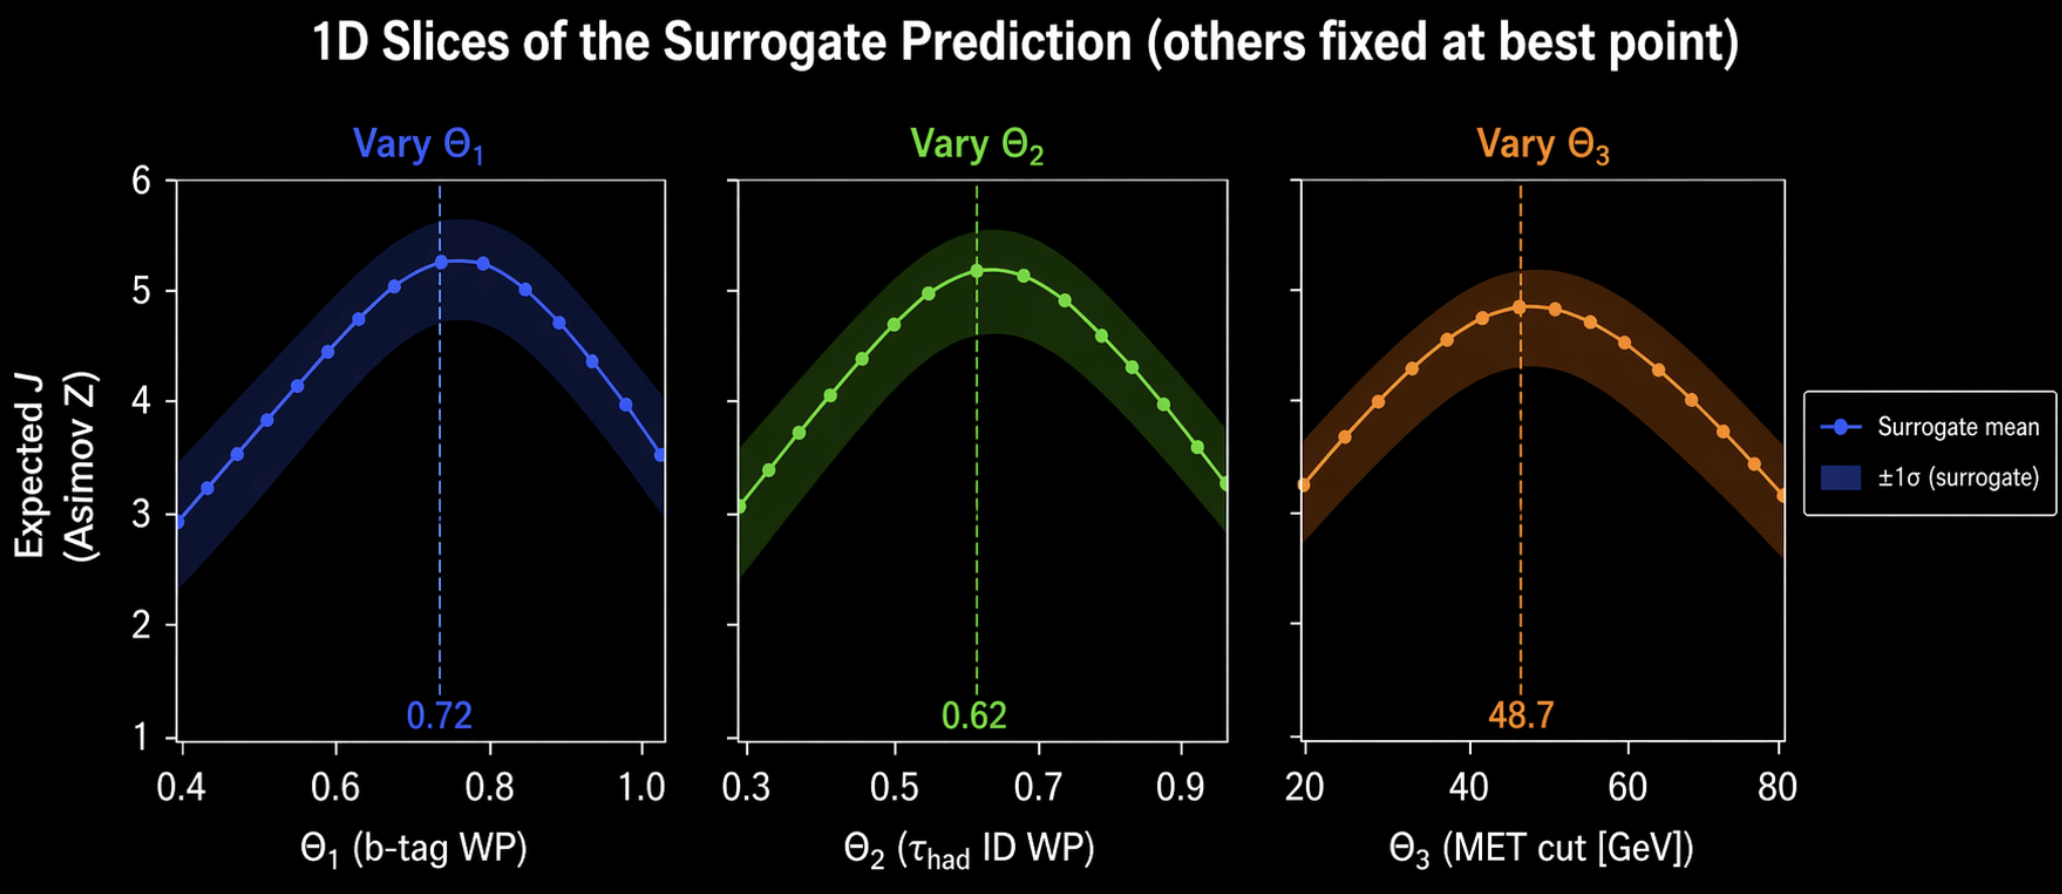 1D Slices of the Surrogate Prediction (others fixed at best point)
Vary Θ₁
Vary Θ₂
Vary Θ₃
Expected J
(Asimov Z)
6
5
4
3
2
1
0.72
0.62
48.7
0.4 0.6 0.8 1.0
0.3 0.5 0.7 0.9
20 40 60 80
Θ₁ (b-tag WP)
Θ₂ (τ_had ID WP)
Θ₃ (MET cut [GeV])
Surrogate mean
±1σ (surrogate)